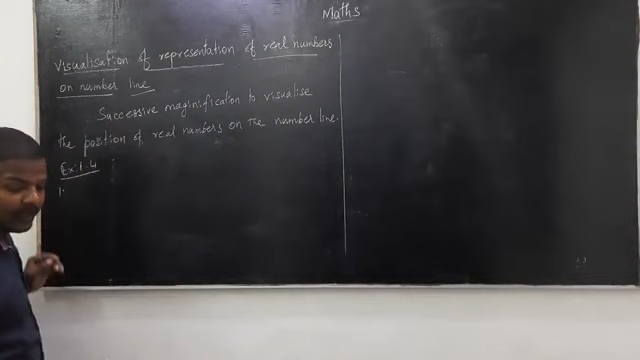 Maths
Visualisation of representation of real numbers
on number line
Successive maginification to visualise
the position of real numbers on the number line.
Ex:1.4
1.